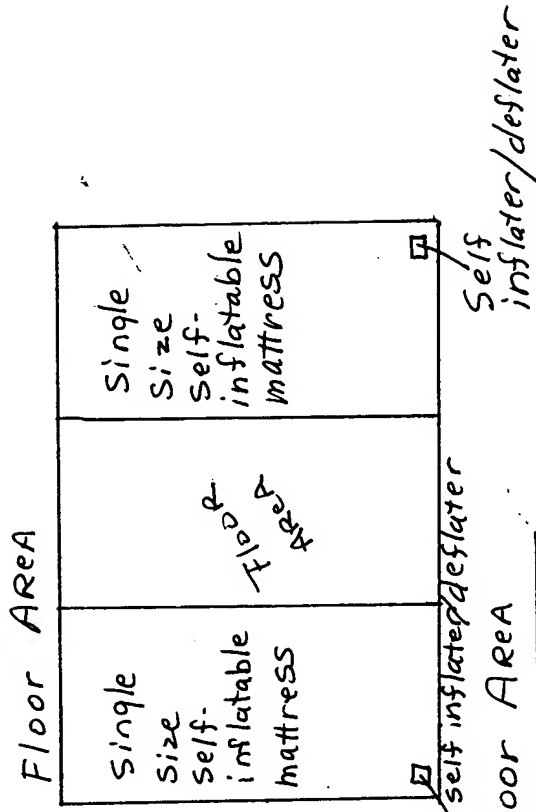 Floor AReA
Single
Size
Self-
inflatable
mattress
FlooR
AReA
Single
Size
Self-
inflatable
mattress
self inflater/deflater
Self
inflater/deflater
oor AReA